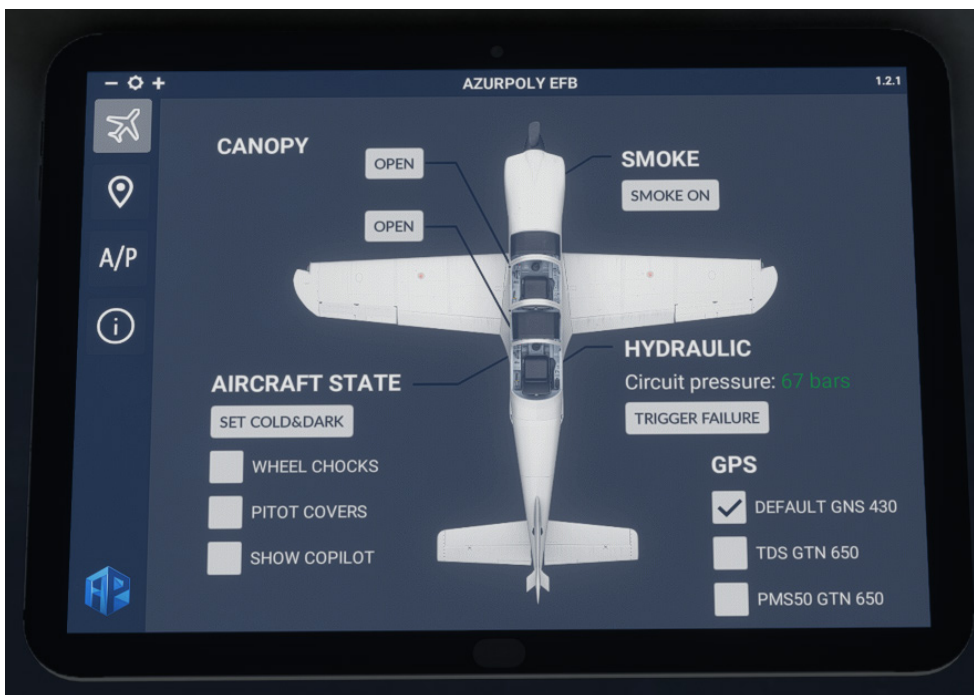 AZURPOLY EFB
1.2.1
A/P
CANOPY
OPEN
OPEN
SMOKE
SMOKE ON
AIRCRAFT STATE
SET COLD&DARK
WHEEL CHOCKS
PITOT COVERS
SHOW COPILOT
HYDRAULIC
Circuit pressure: 67 bars
TRIGGER FAILURE
GPS
DEFAULT GNS 430
TDS GTN 650
PMS50 GTN 650